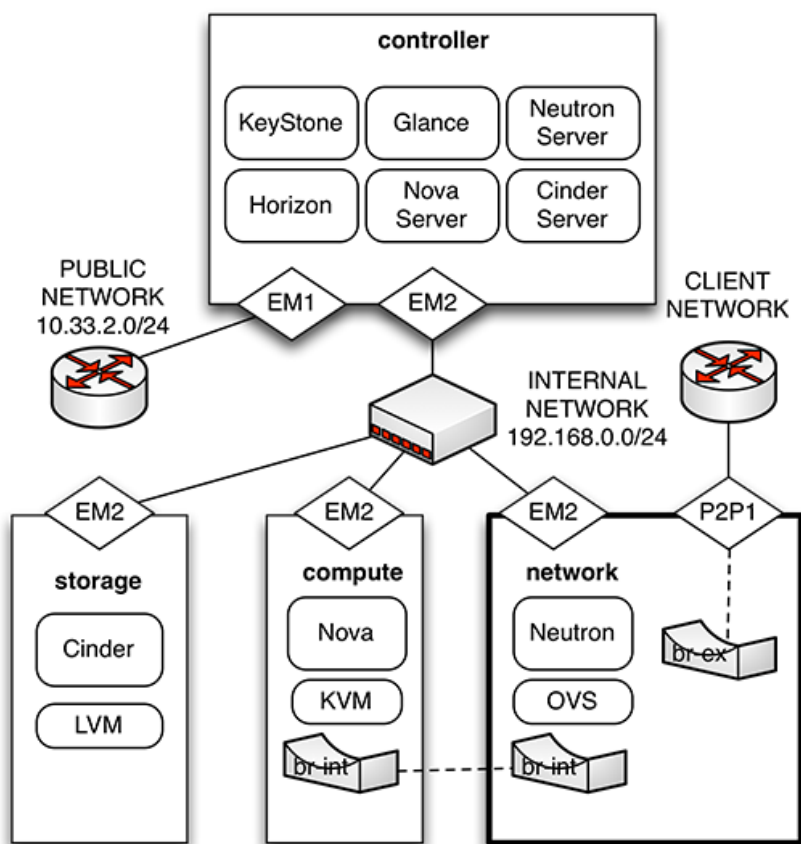 controller
KeyStone
Glance
Neutron
Server
Horizon
Nova
Server
Cinder
Server
EM1
EM2
PUBLIC
NETWORK
10.33.2.0/24
CLIENT
NETWORK
INTERNAL
NETWORK
192.168.0.0/24
EM2
EM2
EM2
P2P1
storage
Cinder
LVM
compute
Nova
KVM
br-int
network
Neutron
OVS
br-int
br-ex